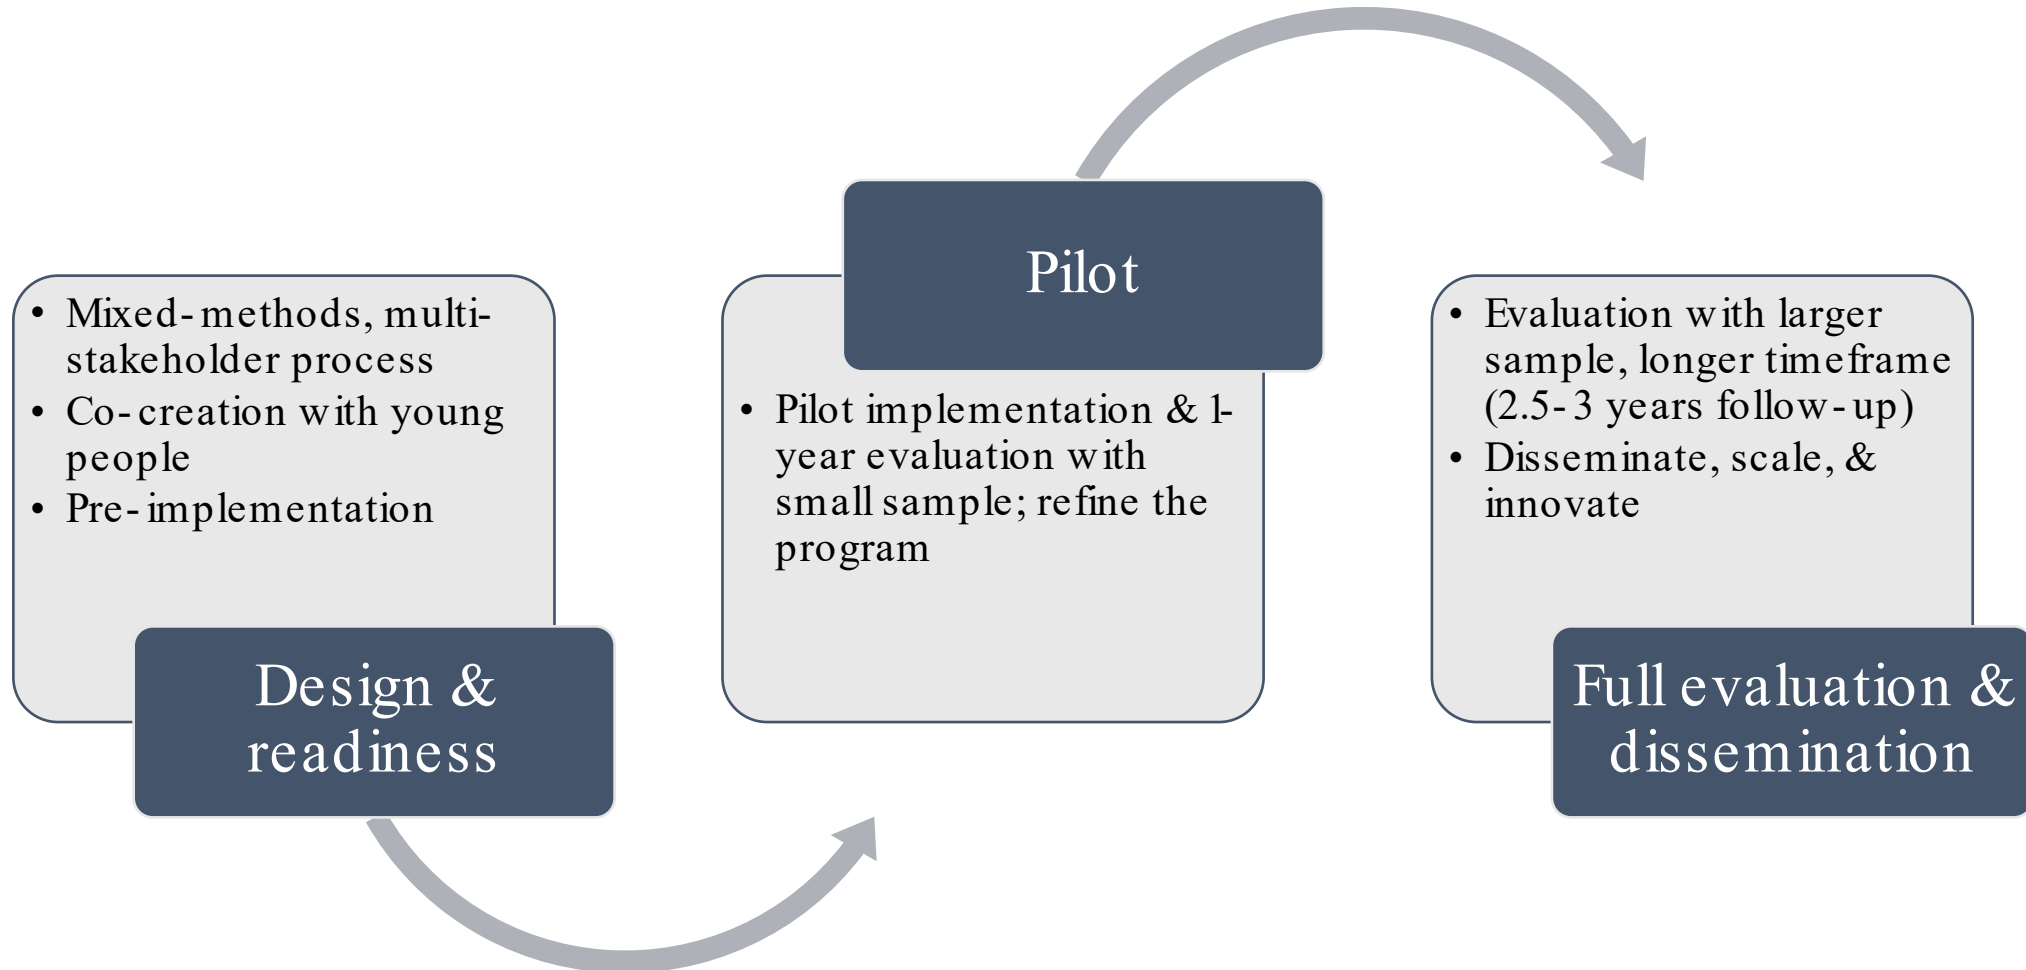 • Mixed-methods, multi-
stakeholder process
• Co-creation with young
people
• Pre-implementation
Design &
readiness
Pilot
• Pilot implementation & 1-
year evaluation with
small sample; refine the
program
• Evaluation with larger
sample, longer timeframe
(2.5-3 years follow-up)
• Disseminate, scale, &
innovate
Full evaluation &
dissemination